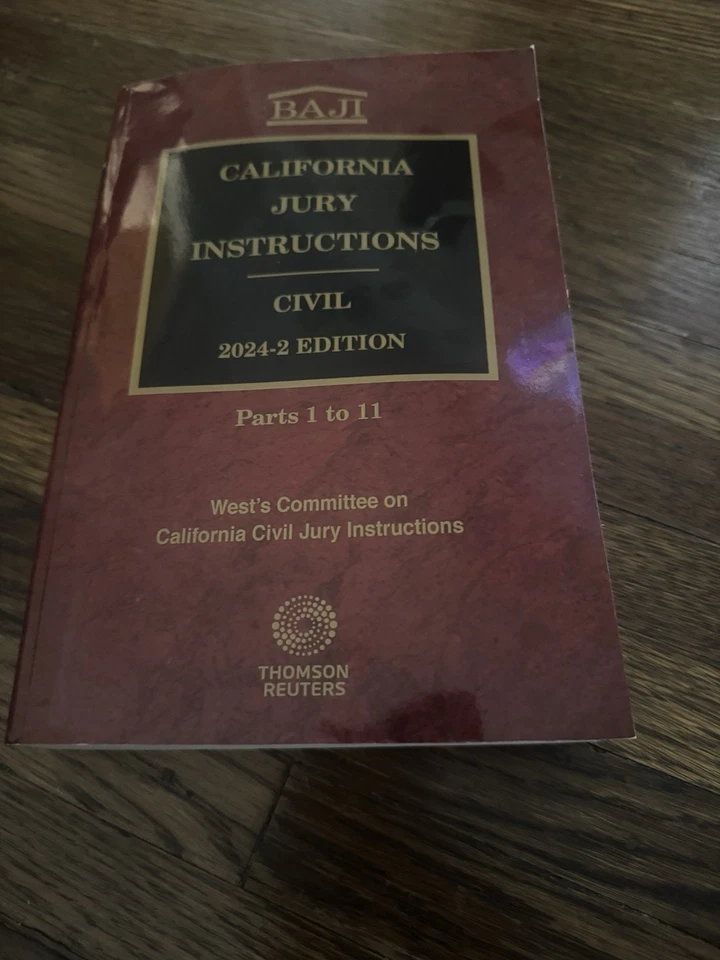 BAJI
CALIFORNIA
JURY
INSTRUCTIONS
CIVIL
2024-2 EDITION
Parts 1 to 11
West's Committee on
California Civil Jury Instructions
THOMSON
REUTERS